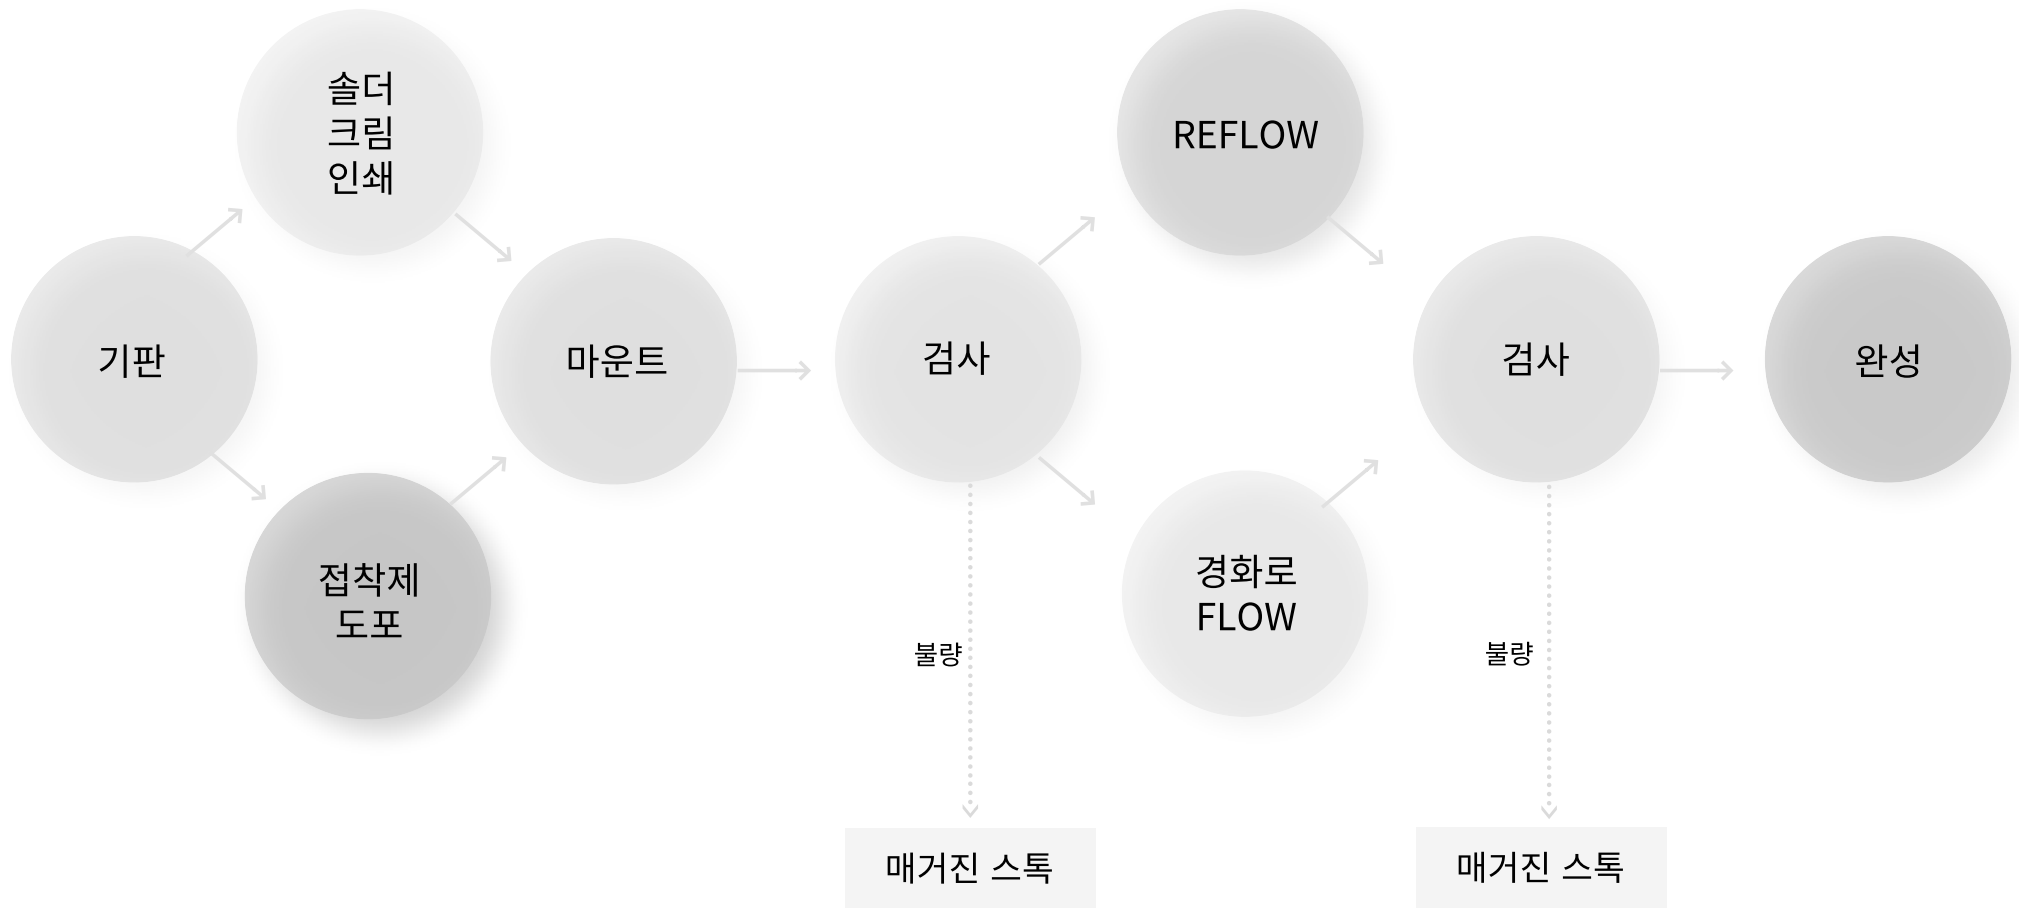 솔더
크림
인쇄
REFLOW
기판
마운트
검사
검사
완성
접착제
도포
경화로
FLOW
불량
불량
매거진 스톡
매거진 스톡